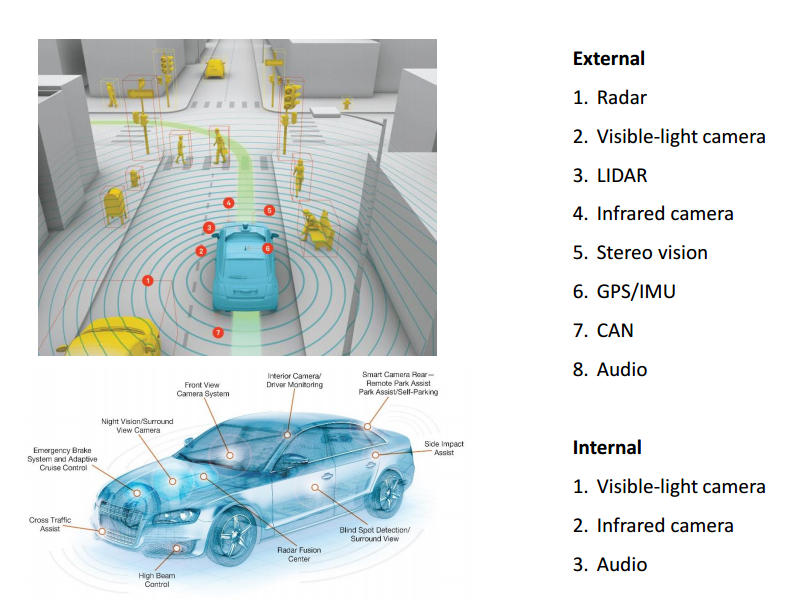 4
5
3
2
6
1
7
Front View
Camera System
Interior Camera/
Driver Monitoring
Smart Camera Rear—
Remote Park Assist
Park Assist/Self-Parking
Night Vision/Surround
View Camera
Side Impact
Assist
Emergency Brake
System and Adaptive
Cruise Control
Cross Traffic
Assist
Blind Spot Detection/
Surround View
Radar Fusion
Center
High Beam
Control
External
1. Radar
2. Visible-light camera
3. LIDAR
4. Infrared camera
5. Stereo vision
6. GPS/IMU
7. CAN
8. Audio
Internal
1. Visible-light camera
2. Infrared camera
3. Audio